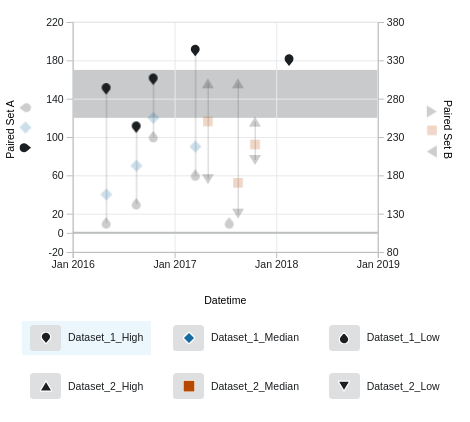 220
180
140
100
60
20
0
-20
380
330
280
230
180
130
80
Paired Set A
Paired Set B
Jan 2016
Jan 2017
Jan 2018
Jan 2019
Datetime
Dataset_1_High
Dataset_1_Median
Dataset_1_Low
Dataset_2_High
Dataset_2_Median
Dataset_2_Low